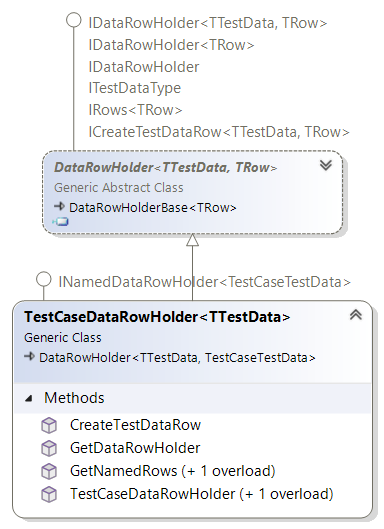 IDataRowHolder<TTestData, TRow>
IDataRowHolder<TRow>
IDataRowHolder
ITestDataType
IRows<TRow>
ICreateTestDataRow<TTestData, TRow>
DataRowHolder<TTestData, TRow>
Generic Abstract Class
DataRowHolderBase<TRow>
INamedDataRowHolder<TestCaseTestData>
TestCaseDataRowHolder<TTestData>
Generic Class
DataRowHolder<TTestData, TestCaseTestData>
Methods
CreateTestDataRow
GetDataRowHolder
GetNamedRows (+ 1 overload)
TestCaseDataRowHolder (+ 1 overload)